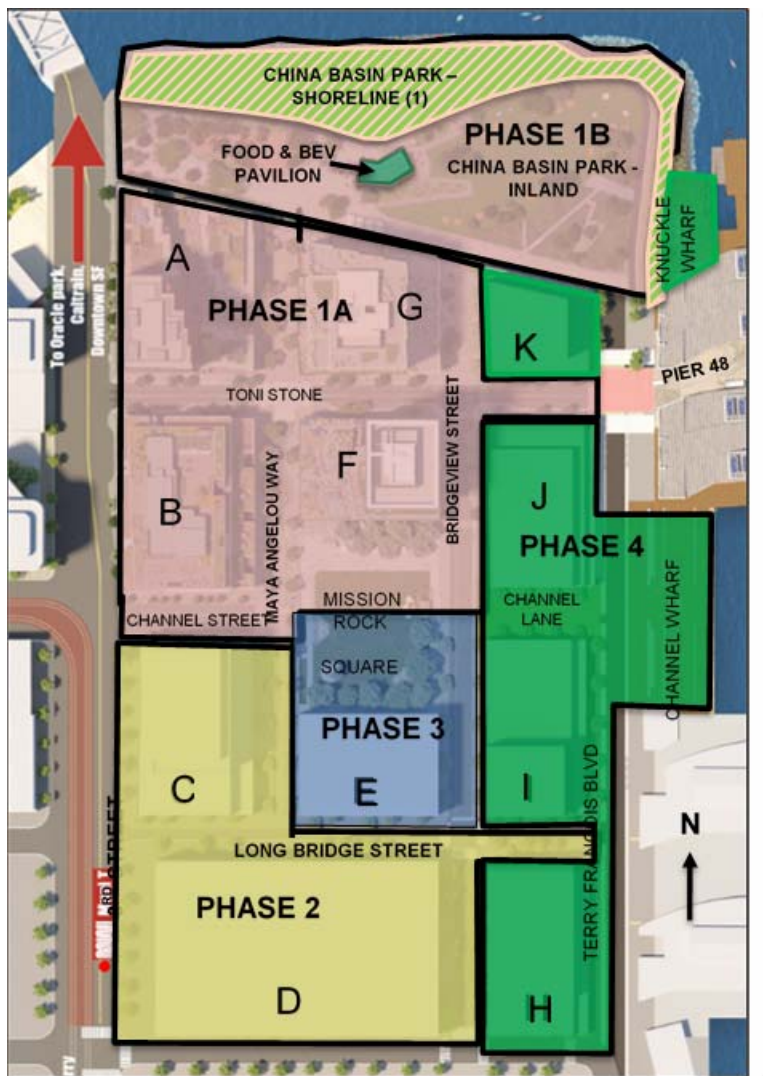 CHINA BASIN PARK –
SHORELINE (1)
PHASE 1B
FOOD & BEV
PAVILION
CHINA BASIN PARK -
INLAND
KNUCKLE
WHARF
To Oracle park,
Caltrain,
Downtown SF
A
PHASE 1A
G
K
PIER 48
TONI STONE
BRIDGEVIEW STREET
MAYA ANGELOU WAY
F
B
J
PHASE 4
CHANNEL WHARF
MISSION
ROCK
SQUARE
CHANNEL STREET
CHANNEL
LANE
PHASE 3
E
C
I
TERRY FRANCOIS BLVD
N
LONG BRIDGE STREET
3RD STREET
PHASE 2
D
H